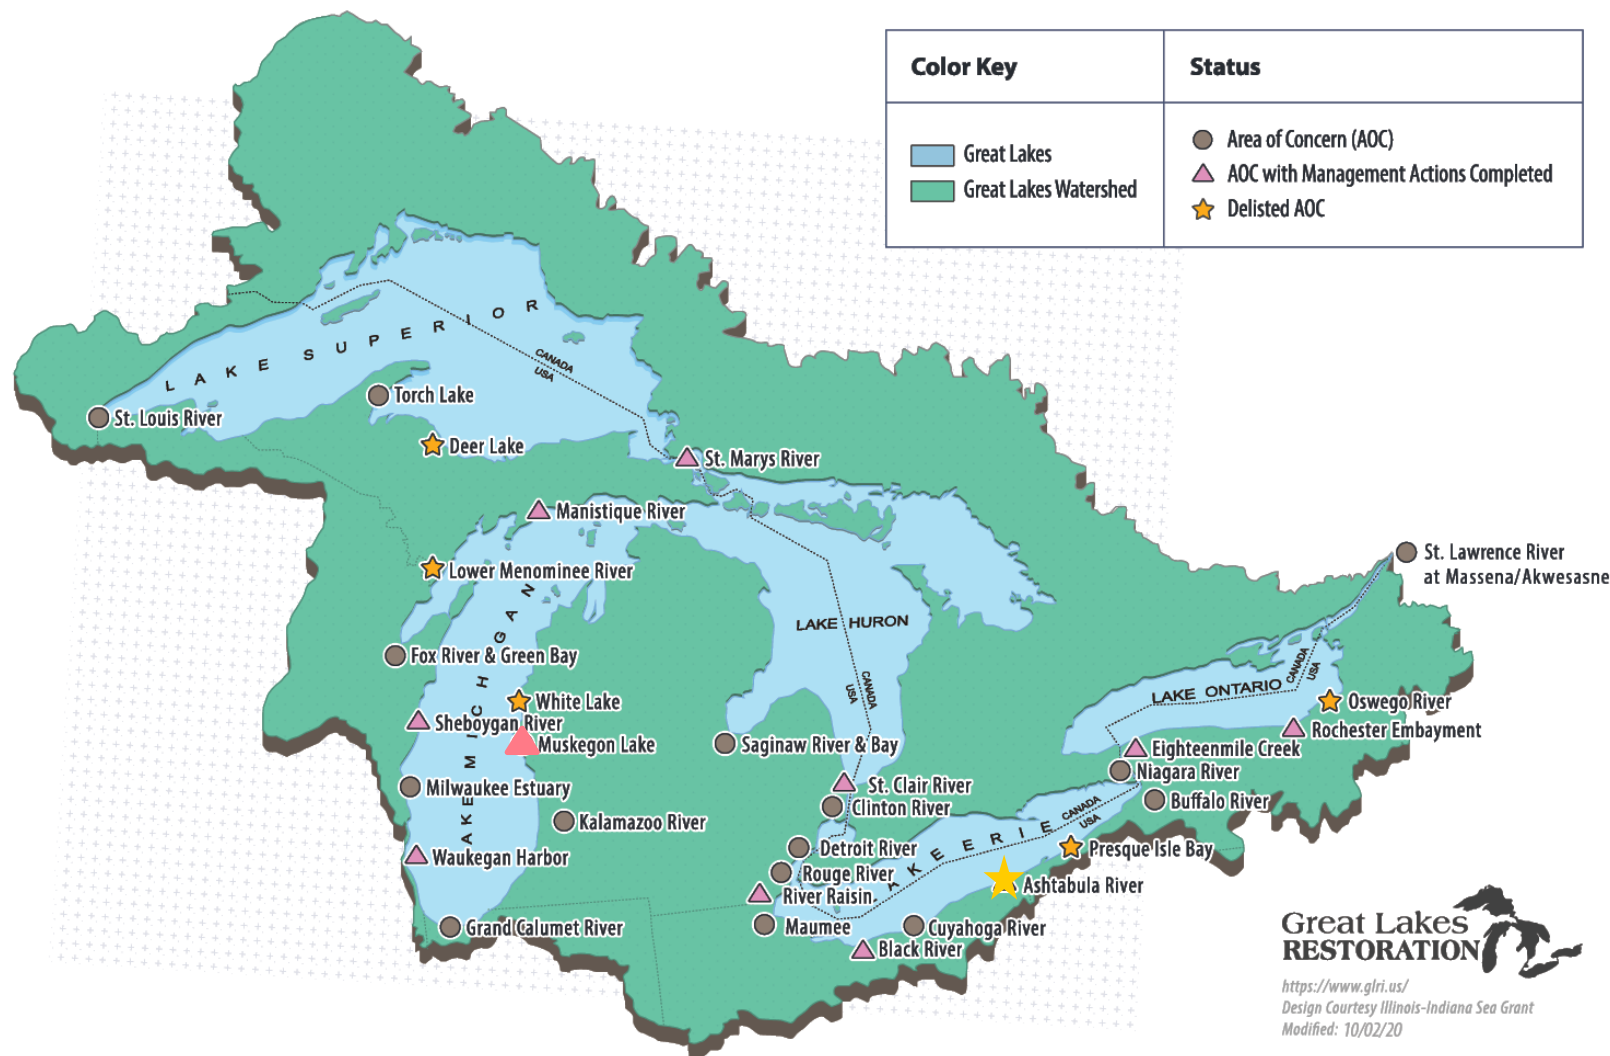 Color Key
Status
Great Lakes
Great Lakes Watershed
Area of Concern (AOC)
AOC with Management Actions Completed
Delisted AOC
LAKE SUPERIOR
CANADA
USA
Torch Lake
St. Louis River
Deer Lake
St. Marys River
Manistique River
Lower Menominee River
St. Lawrence River
at Massena/Akwesasne
LAKE HURON
CANADA
USA
Fox River & Green Bay
AKE MICHGAN
White Lake
Sheboygan River
Muskegon Lake
Saginaw River & Bay
LAKE ONTARIO
CANADA
USA
Oswego River
Rochester Embayment
Eighteenmile Creek
Niagara River
Buffalo River
Milwaukee Estuary
Kalamazoo River
St. Clair River
Clinton River
Waukegan Harbor
Detroit River
Rouge River
River Raisin
AKE ERIE
CANADA
USA
Presque Isle Bay
Ashtabula River
Grand Calumet River
Maumee
Cuyahoga River
Black River
Great Lakes
RESTORATION
https://www.glri.us/
Design Courtesy Illinois-Indiana Sea Grant
Modified: 10/02/20